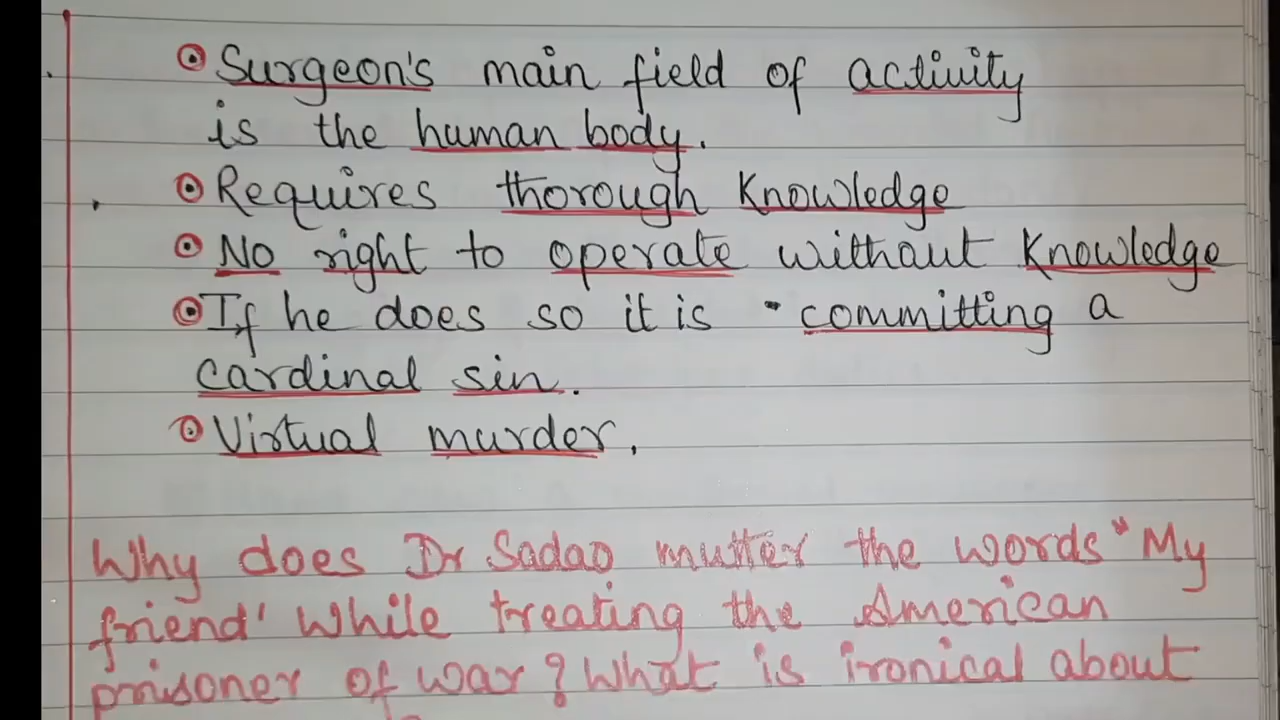 Surgeon's main field of activity
is the human body.
Requires thorough Knowledge
No right to operate without Knowledge
If he does so it is committing a
cardinal sin.
Virtual murder.
Why does Dr Sadao mutter the words "My
friend' while treating the American
prisoner of war? What is ironical about